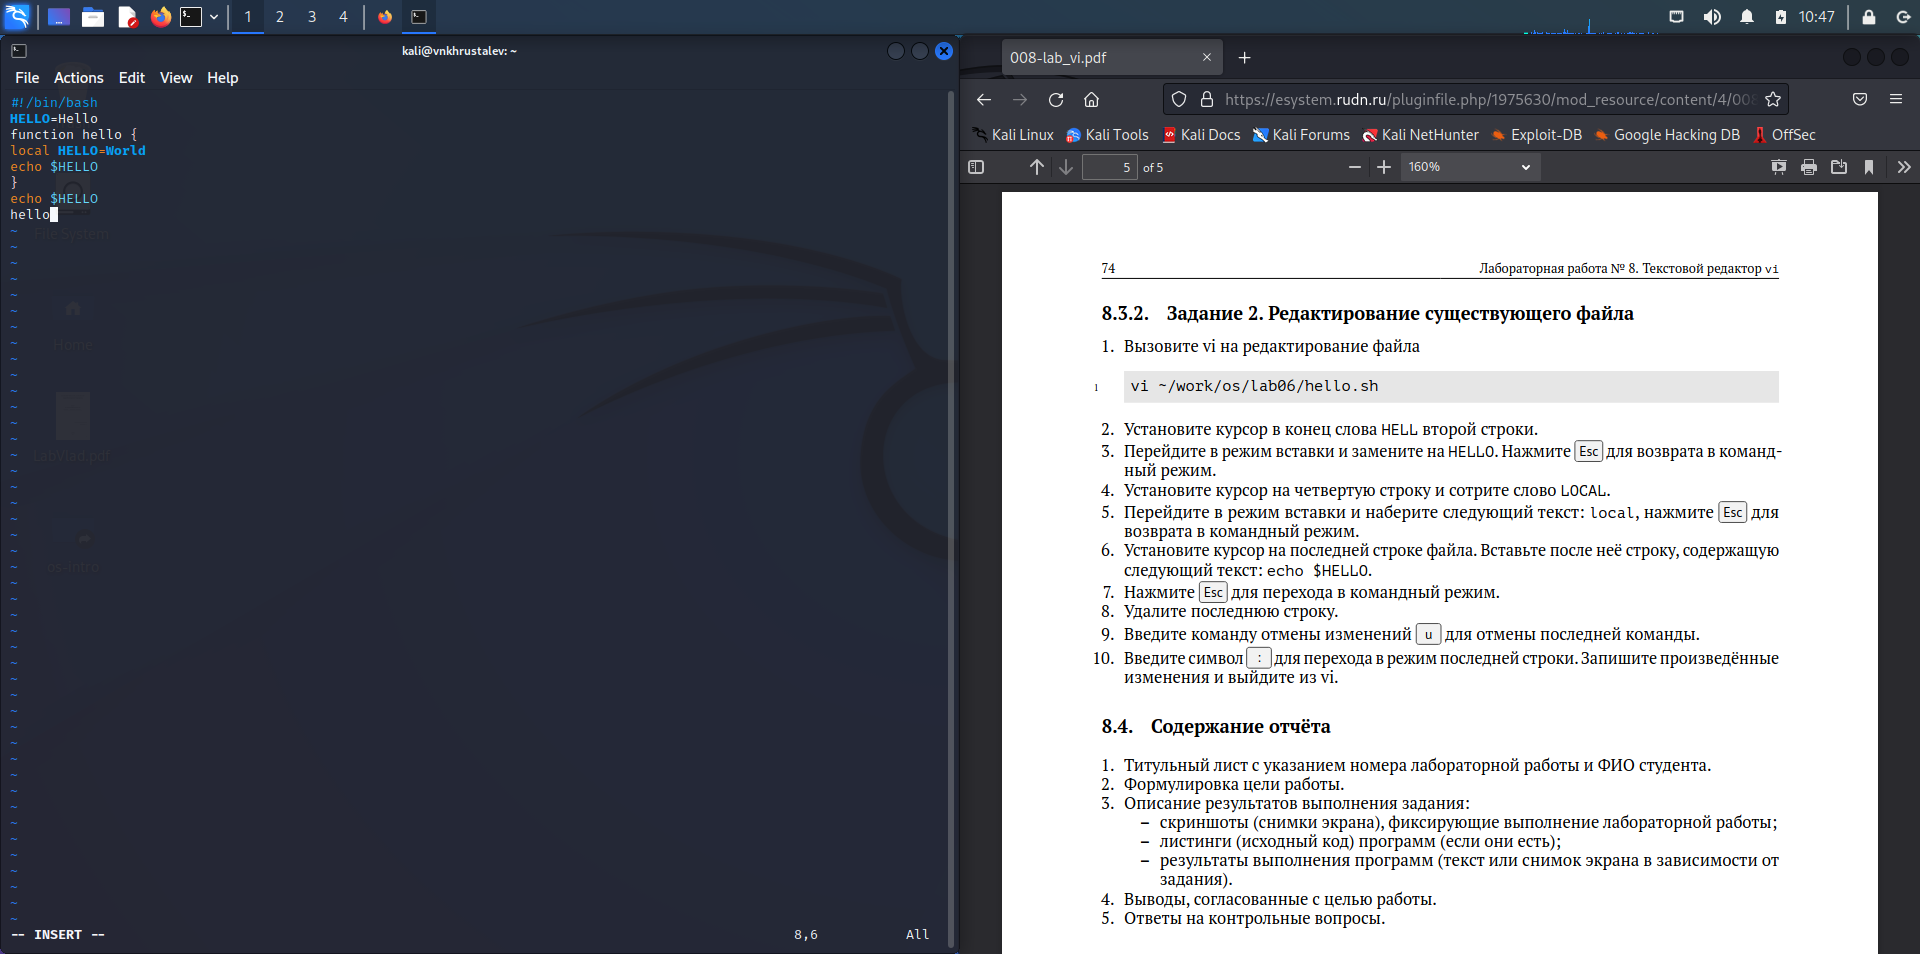 1 2 3 4
10:47
kali@vnkhrustalev: ~
File Actions Edit View Help
#!/bin/bash
HELLO=Hello
function hello {
local HELLO=World
echo $HELLO
}
echo $HELLO
hello
~
File System
Home
LabVlad.pdf
os-intro
-- INSERT -- 8,6 All
008-lab_vi.pdf
https://esystem.rudn.ru/pluginfile.php/1975630/mod_resource/content/4/008
Kali Linux Kali Tools Kali Docs Kali Forums Kali NetHunter Exploit-DB Google Hacking DB OffSec
5 of 5 160%
74 Лабораторная работа № 8. Текстовой редактор vi
8.3.2. Задание 2. Редактирование существующего файла
1. Вызовите vi на редактирование файла
1 vi ~/work/os/lab06/hello.sh
2. Установите курсор в конец слова HELL второй строки.
3. Перейдите в режим вставки и замените на HELLO. Нажмите Esc для возврата в команд-
ный режим.
4. Установите курсор на четвертую строку и сотрите слово LOCAL.
5. Перейдите в режим вставки и наберите следующий текст: local, нажмите Esc для
возврата в командный режим.
6. Установите курсор на последней строке файла. Вставьте после неё строку, содержащую
следующий текст: echo $HELLO.
7. Нажмите Esc для перехода в командный режим.
8. Удалите последнюю строку.
9. Введите команду отмены изменений u для отмены последней команды.
10. Введите символ : для перехода в режим последней строки. Запишите произведённые
изменения и выйдите из vi.
8.4. Содержание отчёта
1. Титульный лист с указанием номера лабораторной работы и ФИО студента.
2. Формулировка цели работы.
3. Описание результатов выполнения задания:
– скриншоты (снимки экрана), фиксирующие выполнение лабораторной работы;
– листинги (исходный код) программ (если они есть);
– результаты выполнения программ (текст или снимок экрана в зависимости от
задания).
4. Выводы, согласованные с целью работы.
5. Ответы на контрольные вопросы.